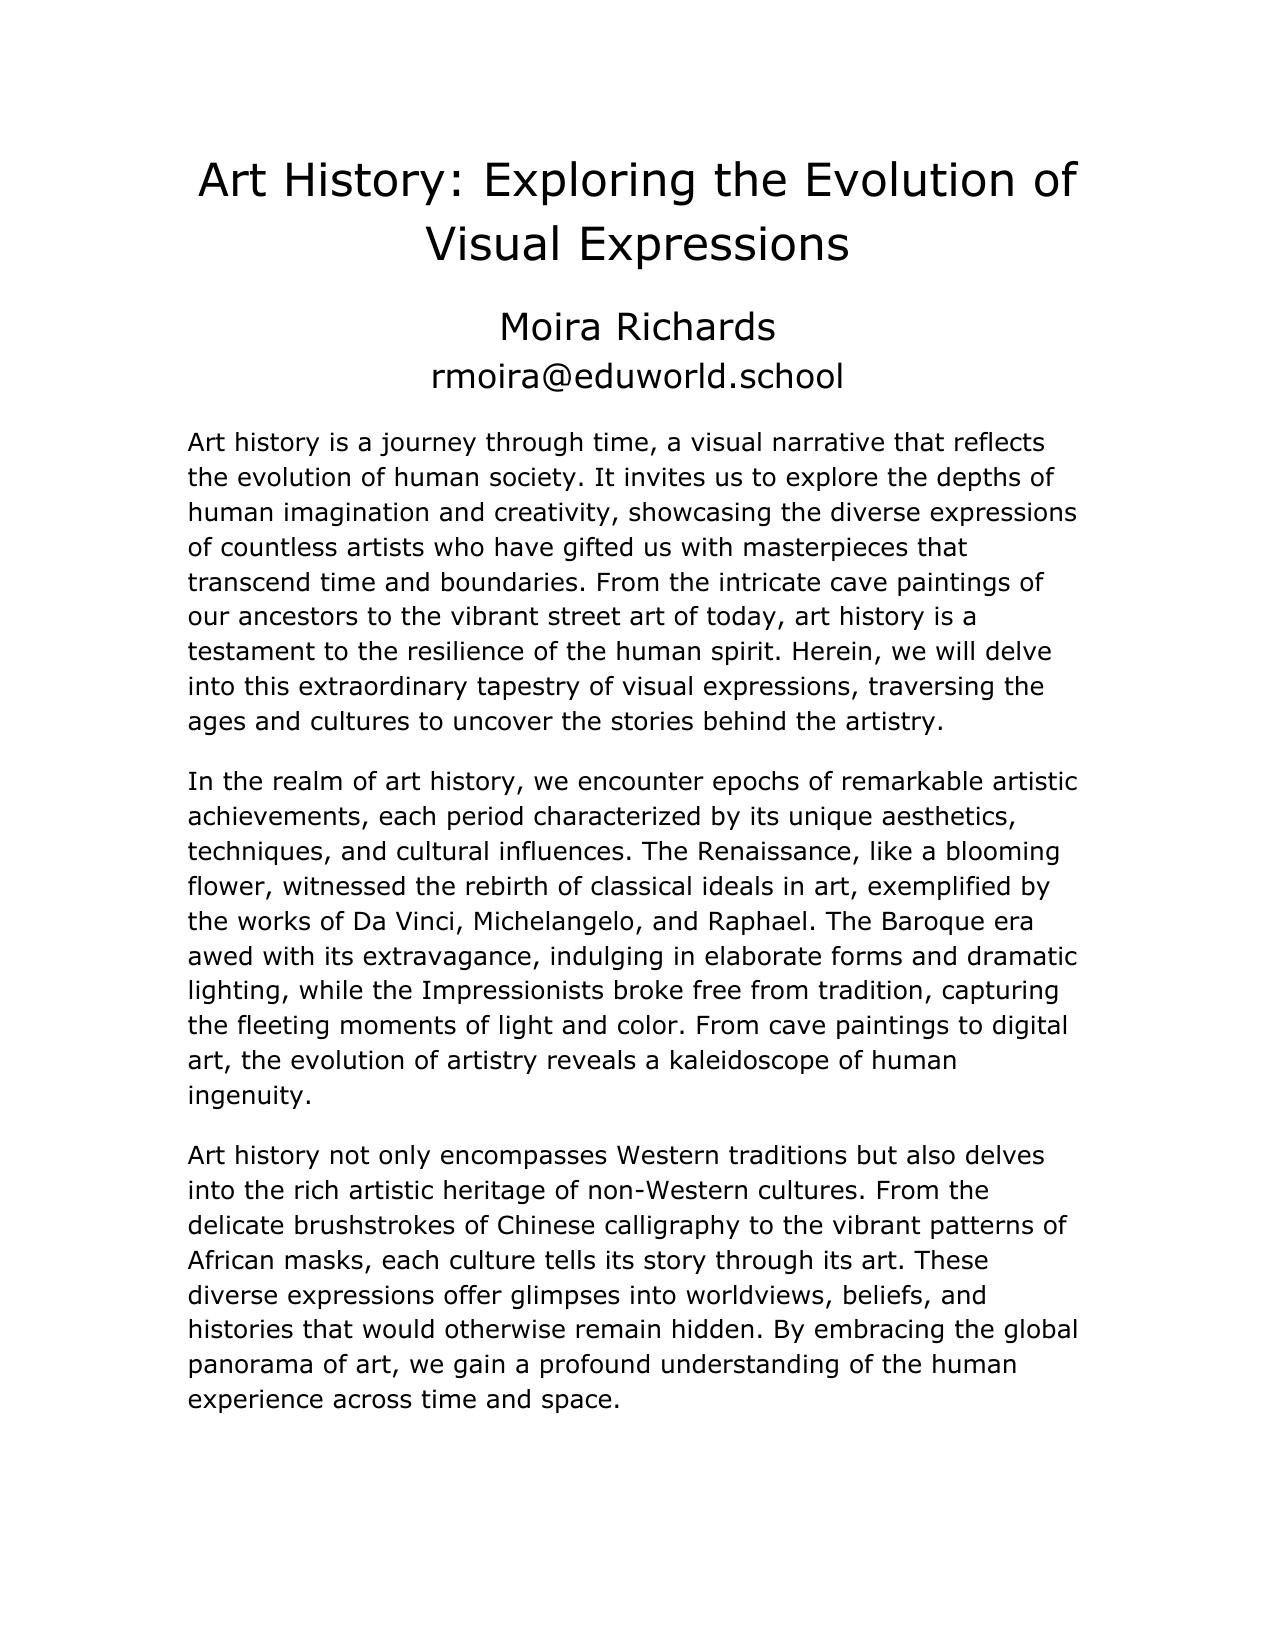 Art History: Exploring the Evolution of
Visual Expressions
Moira Richards
rmoira@eduworld.school
Art history is a journey through time, a visual narrative that reflects
the evolution of human society. It invites us to explore the depths of
human imagination and creativity, showcasing the diverse expressions
of countless artists who have gifted us with masterpieces that
transcend time and boundaries. From the intricate cave paintings of
our ancestors to the vibrant street art of today, art history is a
testament to the resilience of the human spirit. Herein, we will delve
into this extraordinary tapestry of visual expressions, traversing the
ages and cultures to uncover the stories behind the artistry.
In the realm of art history, we encounter epochs of remarkable artistic
achievements, each period characterized by its unique aesthetics,
techniques, and cultural influences. The Renaissance, like a blooming
flower, witnessed the rebirth of classical ideals in art, exemplified by
the works of Da Vinci, Michelangelo, and Raphael. The Baroque era
awed with its extravagance, indulging in elaborate forms and dramatic
lighting, while the Impressionists broke free from tradition, capturing
the fleeting moments of light and color. From cave paintings to digital
art, the evolution of artistry reveals a kaleidoscope of human
ingenuity.
Art history not only encompasses Western traditions but also delves
into the rich artistic heritage of non-Western cultures. From the
delicate brushstrokes of Chinese calligraphy to the vibrant patterns of
African masks, each culture tells its story through its art. These
diverse expressions offer glimpses into worldviews, beliefs, and
histories that would otherwise remain hidden. By embracing the global
panorama of art, we gain a profound understanding of the human
experience across time and space.